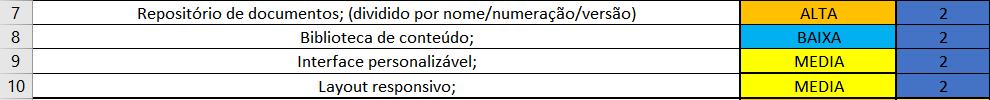 7 Repositório de documentos; (dividido por nome/numeração/versão) ALTA 2
8 Biblioteca de conteúdo; BAIXA 2
9 Interface personalizável; MEDIA 2
10 Layout responsivo; MEDIA 2